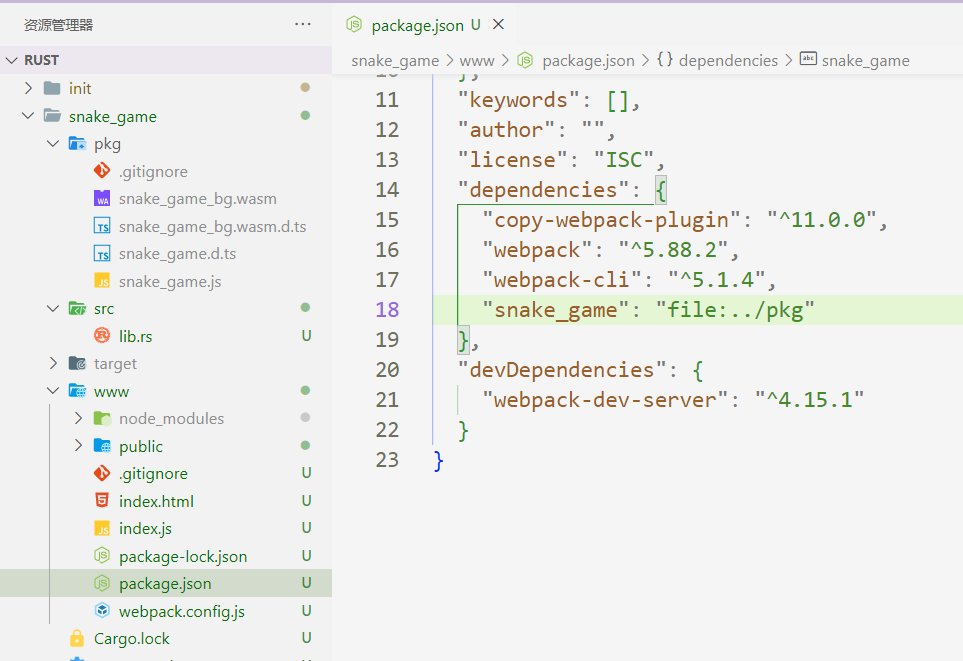 资源管理器
RUST
init
snake_game
pkg
.gitignore
snake_game_bg.wasm
snake_game_bg.wasm.d.ts
snake_game.d.ts
snake_game.js
src
lib.rs U
target
www
node_modules
public
.gitignore U
index.html U
index.js U
package-lock.json U
package.json U
webpack.config.js U
Cargo.lock U
package.json U
snake_game > www > package.json > {} dependencies > abc snake_game
11 "keywords": [],
12 "author": "",
13 "license": "ISC",
14 "dependencies": {
15 "copy-webpack-plugin": "^11.0.0",
16 "webpack": "^5.88.2",
17 "webpack-cli": "^5.1.4",
18 "snake_game": "file:../pkg"
19 },
20 "devDependencies": {
21 "webpack-dev-server": "^4.15.1"
22 }
23 }